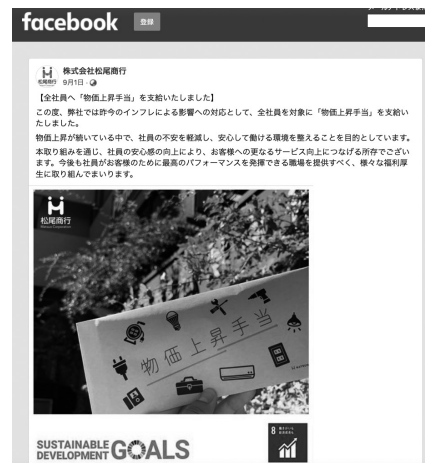 facebook
登録
株式会社松尾商行
9月1日
【全社員へ「物価上昇手当」を支給いたしました】
この度、弊社では昨今のインフレによる影響への対応として、全社員を対象に「物価上昇手当」を支給い
たしました。
物価上昇が続いている中で、社員の不安を軽減し、安心して働ける環境を整えることを目的としています。
本取り組みを通じ、社員の安心感の向上により、お客様への更なるサービス向上につなげる所存でござい
ます。今後も社員がお客様のために最高のパフォーマンスを発揮できる職場を提供すべく、様々な福利厚
生に取り組んでまいります。
松尾商行
物価上昇手当
SUSTAINABLE
DEVELOPMENT GOALS
8